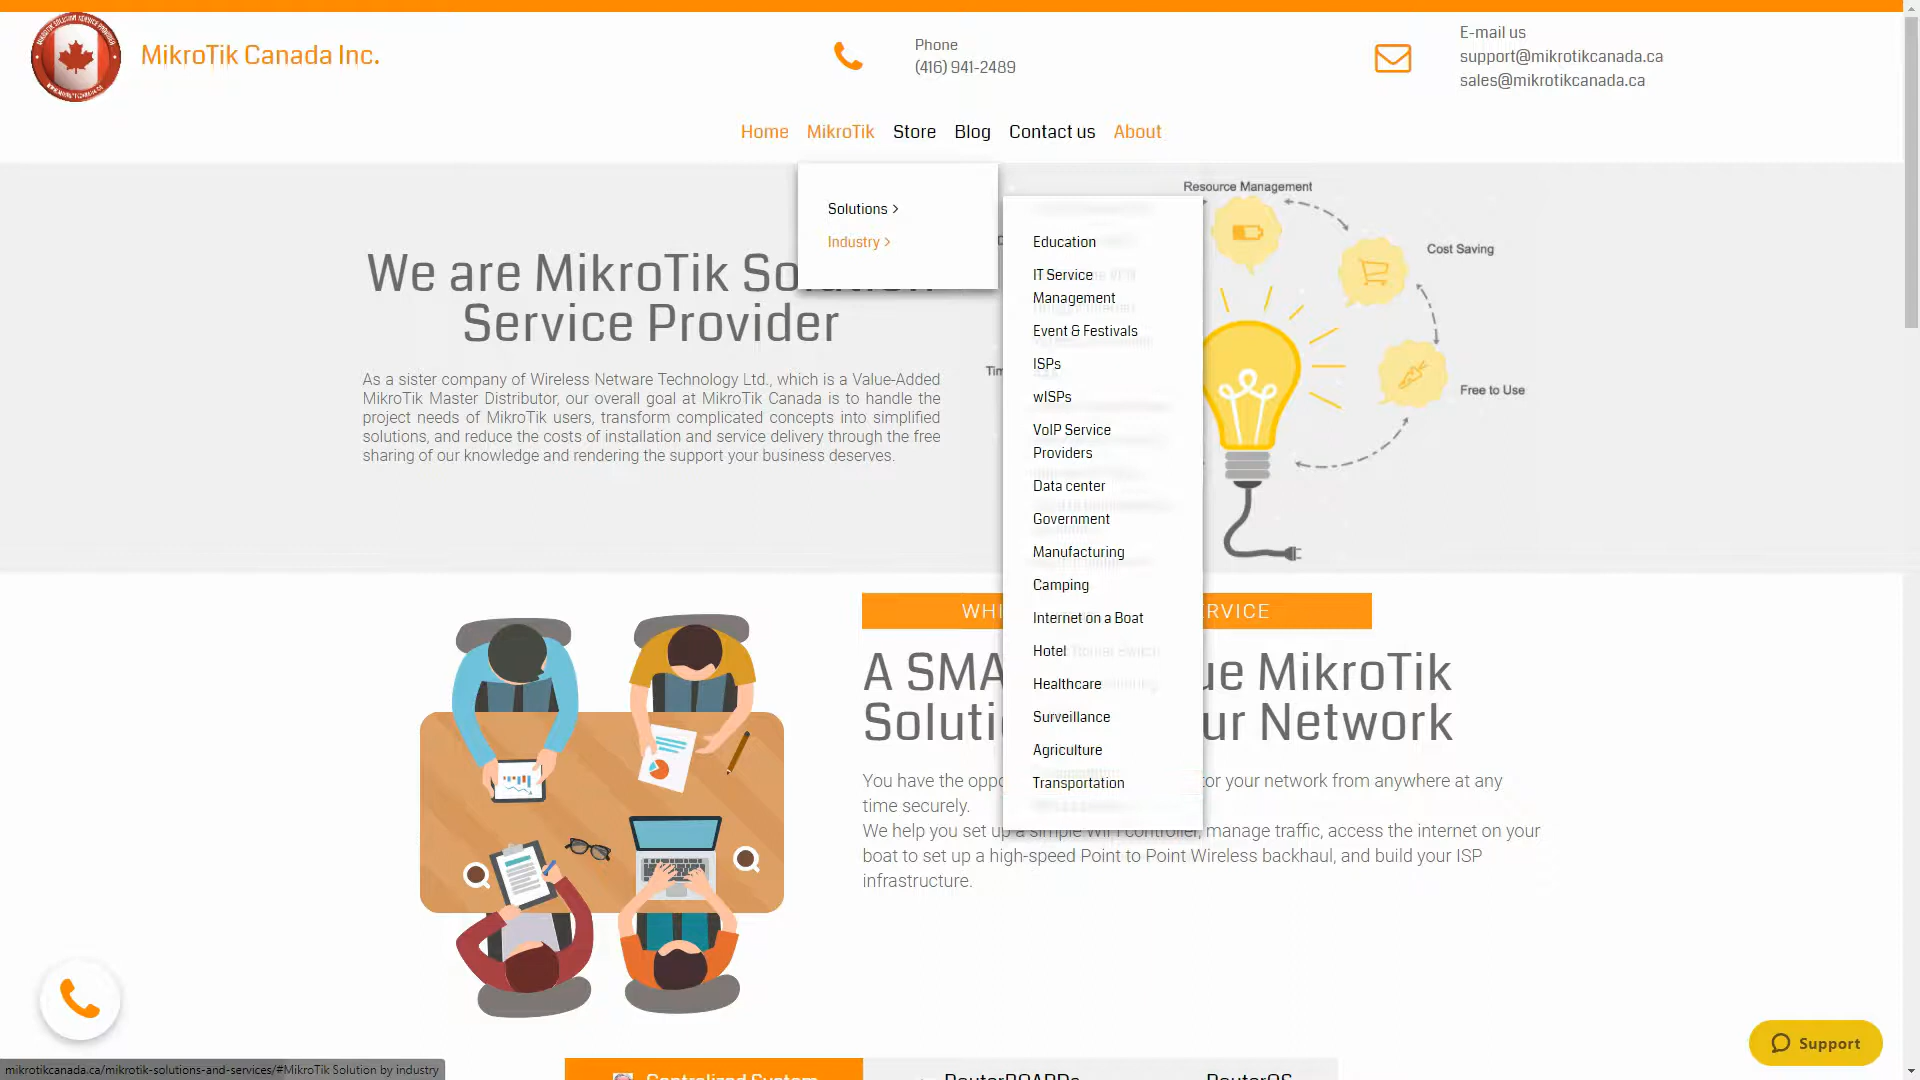 MikroTik Canada Inc.
Phone
(416) 941-2489
E-mail us
support@mikrotikcanada.ca
sales@mikrotikcanada.ca
Home MikroTik Store Blog Contact us About
Solutions >
Industry >
Education
IT Service
Management
Event & Festivals
ISPs
wISPs
VoIP Service
Providers
Data center
Government
Manufacturing
Camping
Internet on a Boat
Hotel
Healthcare
Surveillance
Agriculture
Transportation
Resource Management
Cost Saving
Free to Use
We are MikroTik
Service Provider
As a sister company of Wireless Netware Technology Ltd., which is a Value-Added
MikroTik Master Distributor, our overall goal at MikroTik Canada is to handle the
project needs of MikroTik users, transform complicated concepts into simplified
solutions, and reduce the costs of installation and service delivery through the free
sharing of our knowledge and rendering the support your business deserves.
A MikroTik
Network
You have the your network from anywhere at any
time securely.
We help you set up a simple WiFi controller, manage traffic, access the internet on your
boat to set up a high-speed Point to Point Wireless backhaul, and build your ISP
infrastructure.
Centralized System
RouterBOARDs
RouterOS
Support
mikrotikcanada.ca/mikrotik-solutions-and-services/#MikroTik Solution by industry